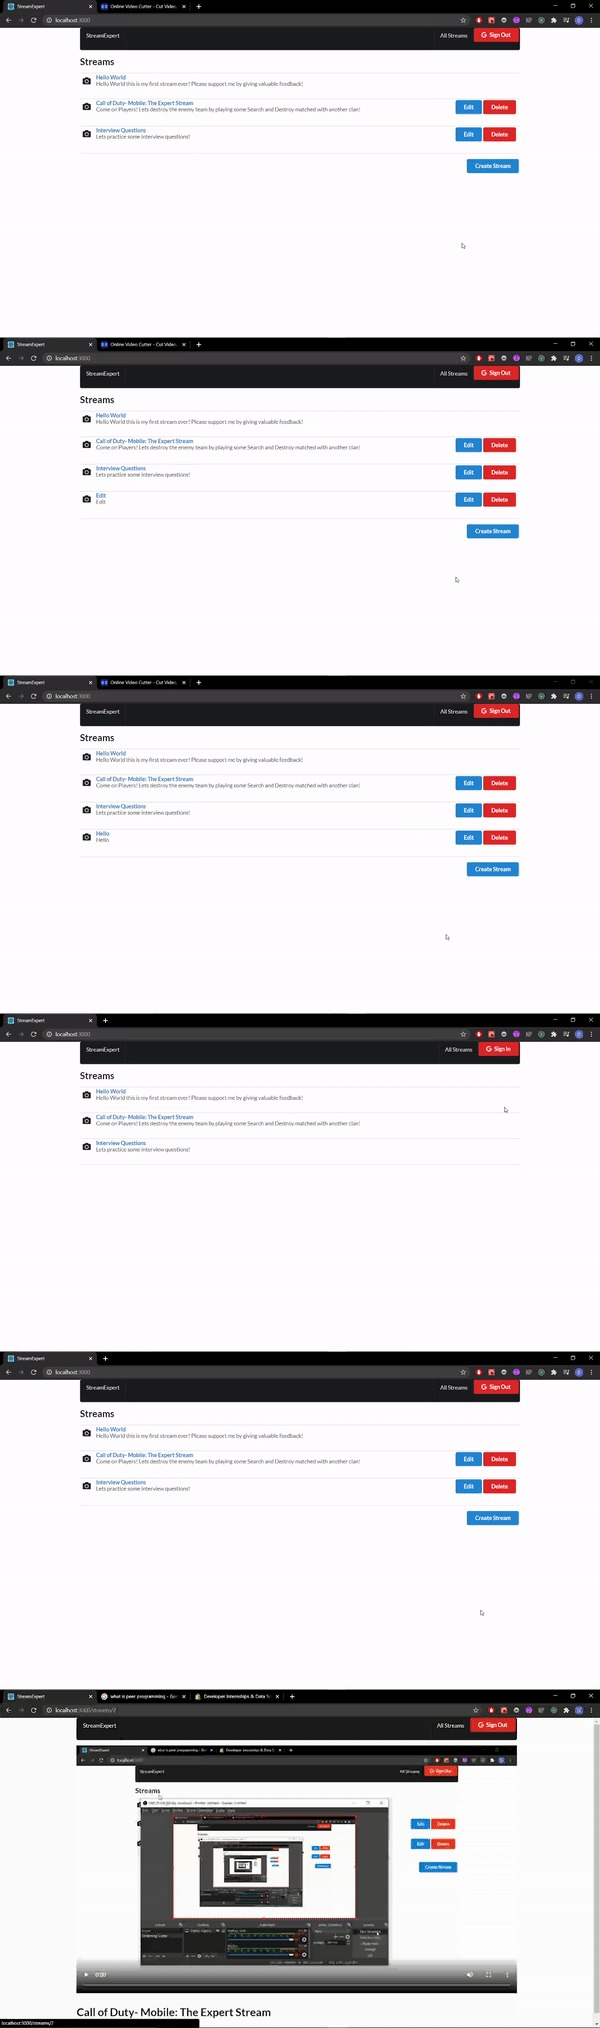 StreamExpert
Online Video Cutter - Cut Video,
localhost:3000
StreamExpert
All Streams
Sign Out
Streams
Hello World
Hello World this is my first stream ever! Please support me by giving valuable feedback!
Call of Duty- Mobile: The Expert Stream
Come on Players! Lets destroy the enemy team by playing some Search and Destroy matched with another clan!
Edit Delete
Interview Questions
Lets practice some interview questions!
Edit Delete
Create Stream
StreamExpert
Online Video Cutter - Cut Video,
localhost:3000
StreamExpert
All Streams
Sign Out
Streams
Hello World
Hello World this is my first stream ever! Please support me by giving valuable feedback!
Call of Duty- Mobile: The Expert Stream
Come on Players! Lets destroy the enemy team by playing some Search and Destroy matched with another clan!
Edit Delete
Interview Questions
Lets practice some interview questions!
Edit Delete
Edit
Edit
Edit Delete
Create Stream
StreamExpert
Online Video Cutter - Cut Video,
localhost:3000
StreamExpert
All Streams
Sign Out
Streams
Hello World
Hello World this is my first stream ever! Please support me by giving valuable feedback!
Call of Duty- Mobile: The Expert Stream
Come on Players! Lets destroy the enemy team by playing some Search and Destroy matched with another clan!
Edit Delete
Interview Questions
Lets practice some interview questions!
Edit Delete
Hello
Hello
Edit Delete
Create Stream
StreamExpert
localhost:3000
StreamExpert
All Streams
Sign In
Streams
Hello World
Hello World this is my first stream ever! Please support me by giving valuable feedback!
Call of Duty- Mobile: The Expert Stream
Come on Players! Lets destroy the enemy team by playing some Search and Destroy matched with another clan!
Interview Questions
Lets practice some interview questions!
StreamExpert
localhost:3000
StreamExpert
All Streams
Sign Out
Streams
Hello World
Hello World this is my first stream ever! Please support me by giving valuable feedback!
Call of Duty- Mobile: The Expert Stream
Come on Players! Lets destroy the enemy team by playing some Search and Destroy matched with another clan!
Edit Delete
Interview Questions
Lets practice some interview questions!
Edit Delete
Create Stream
StreamExpert
what is peer programming - Goo
Developer Internships & Data S
localhost:3000/streams/2
StreamExpert
All Streams
Sign Out
StreamExpert
what is peer programming
localhost:3000
StreamExpert
All Streams
Sign Out
Streams
Edit Delete
Edit Delete
Create Stream
0:00
Call of Duty- Mobile: The Expert Stream
localhost:3000/streams/2